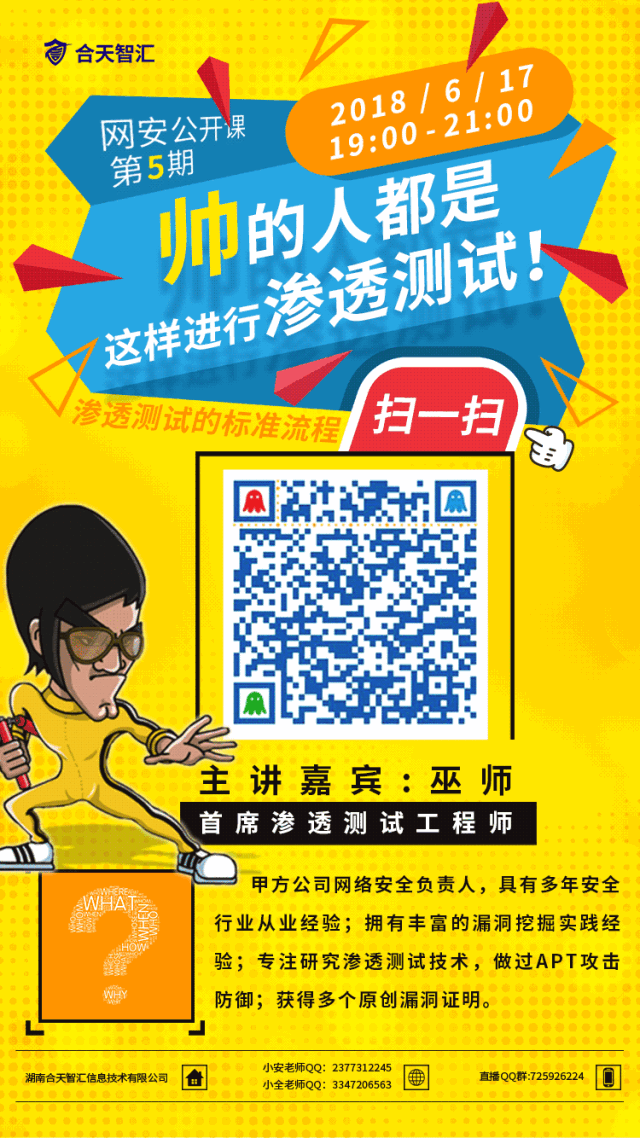 合天智汇
网安公开课
第5期
2018 / 6 / 17
19:00 - 21:00
帅的人都是
这样进行渗透测试！
渗透测试的标准流程
扫一扫
主讲嘉宾：巫师
首席渗透测试工程师
甲方公司网络安全负责人，具有多年安全
行业从业经验；拥有丰富的漏洞挖掘实践经
验；专注研究渗透测试技术，做过APT攻击
防御；获得多个原创漏洞证明。
WHERE
WHAT
WHEN
HOW
WHY
湖南合天智汇信息技术有限公司
小安老师QQ：2377312245
小全老师QQ：3347206563
直播QQ群:725926224